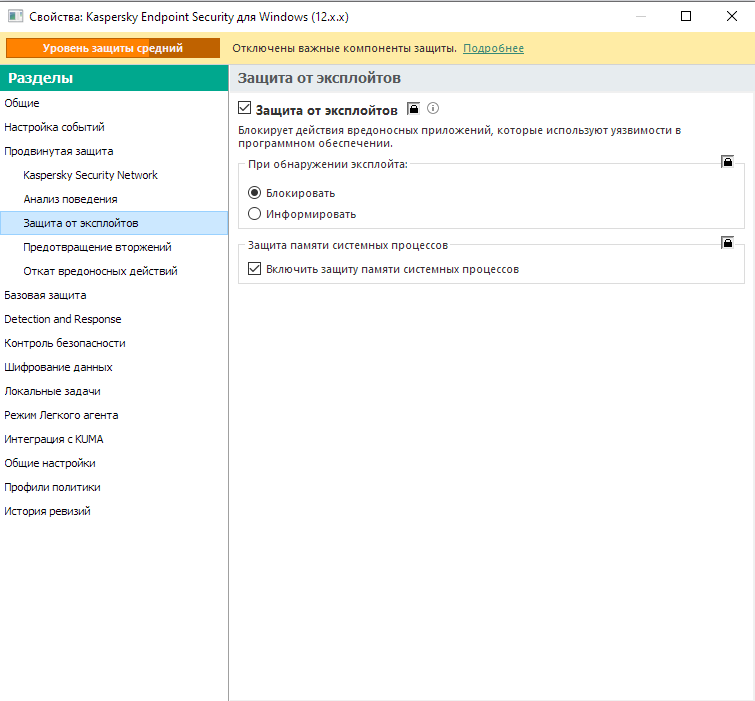 Свойства: Kaspersky Endpoint Security для Windows (12.x.x)
Уровень защиты средний
Отключены важные компоненты защиты. Подробнее
Разделы
Общие
Настройка событий
Продвинутая защита
Kaspersky Security Network
Анализ поведения
Защита от эксплойтов
Предотвращение вторжений
Откат вредоносных действий
Базовая защита
Detection and Response
Контроль безопасности
Шифрование данных
Локальные задачи
Режим Легкого агента
Интеграция с KUMA
Общие настройки
Профили политики
История ревизий
Защита от эксплойтов
Защита от эксплойтов
Блокирует действия вредоносных приложений, которые используют уязвимости в
программном обеспечении.
При обнаружении эксплойта:
Блокировать
Информировать
Защита памяти системных процессов
Включить защиту памяти системных процессов